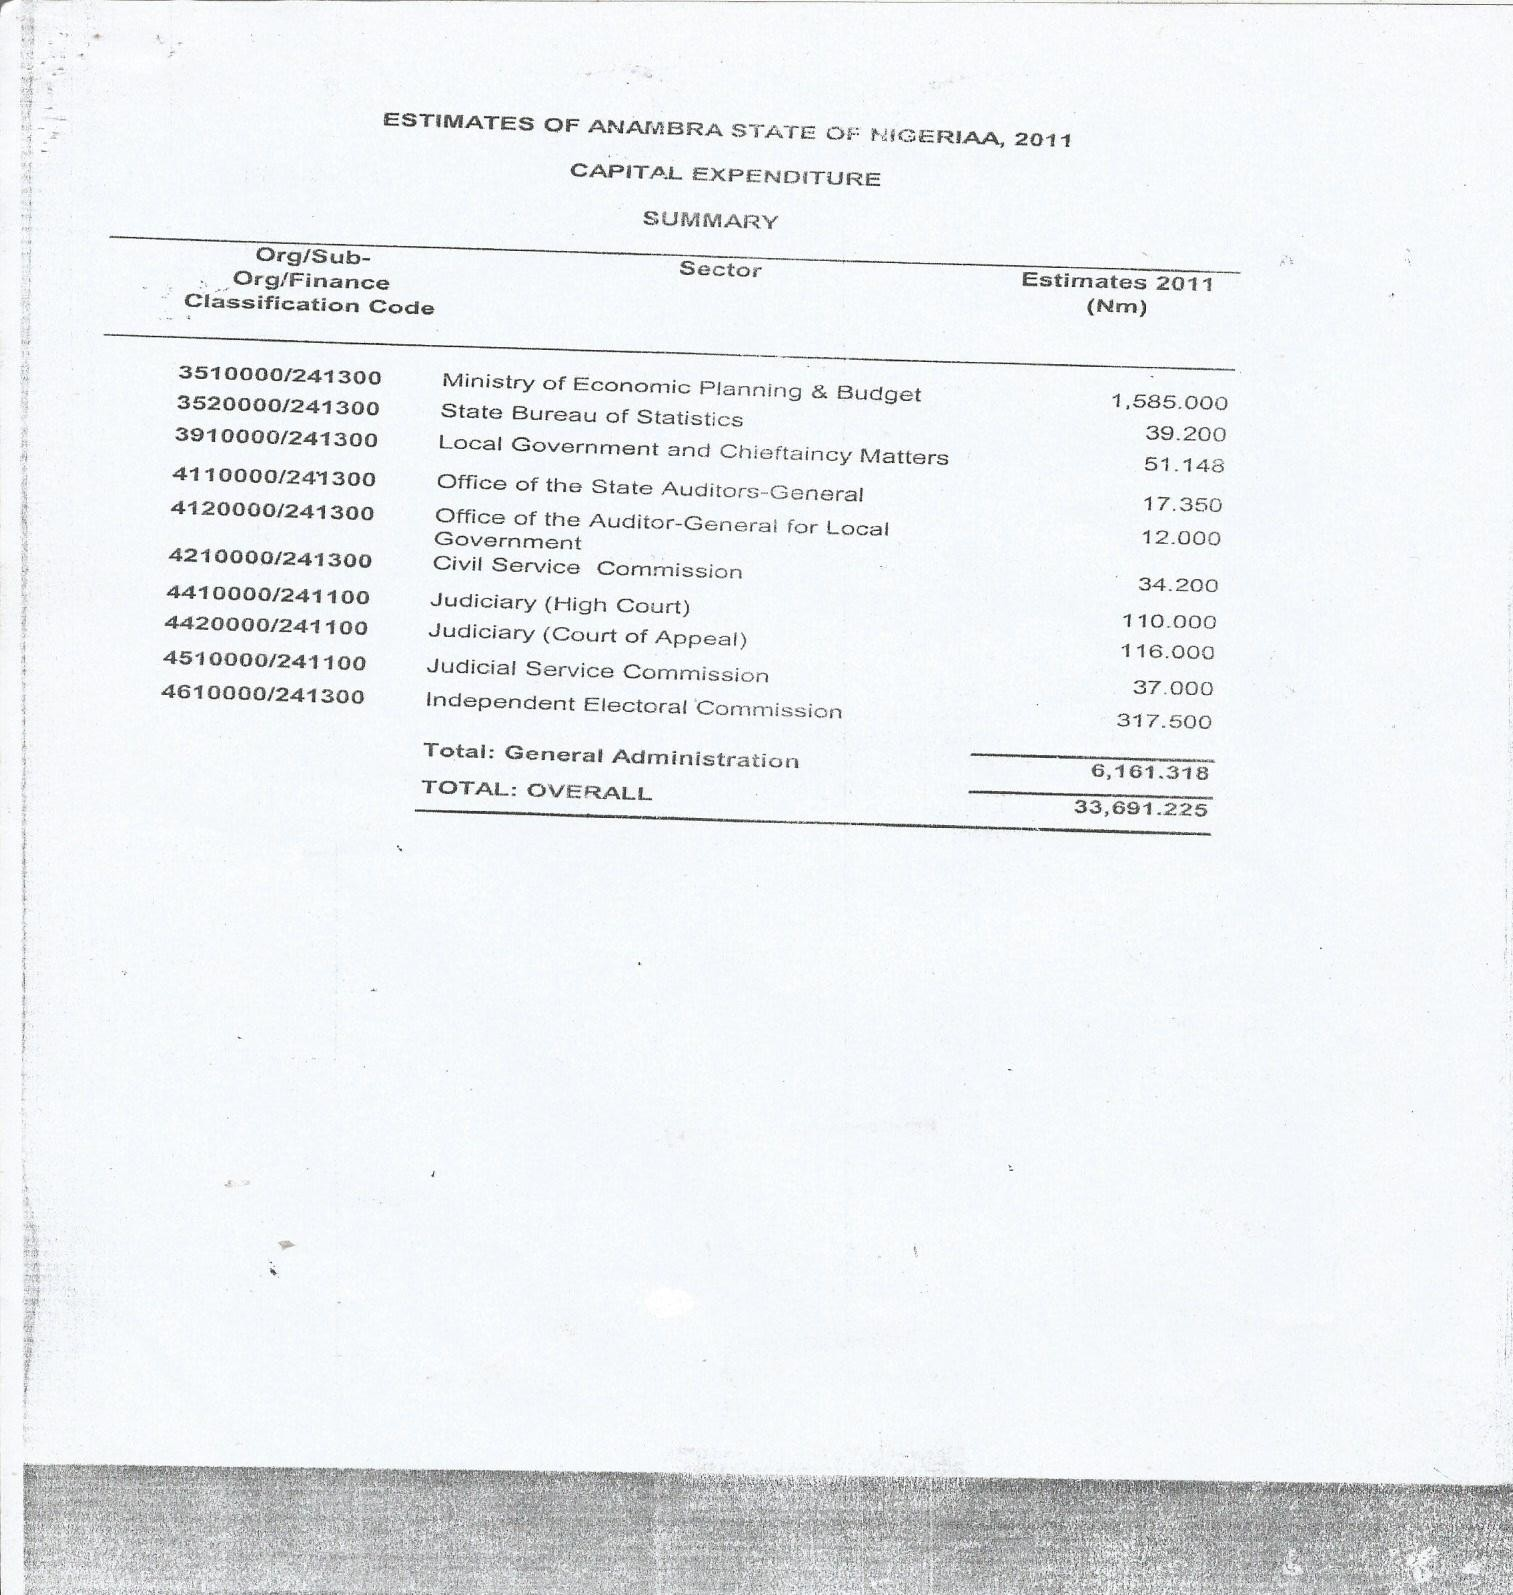 ESTIMATES OF ANAMBRA STATE OF NIGERIAA, 2011
CAPITAL EXPENDITURE
SUMMARY
Org/Sub-
Org/Finance
Classification Code
Sector
Estimates 2011
(Nm)
3510000/241300 Ministry of Economic Planning & Budget 1,585.000
3520000/241300 State Bureau of Statistics 39.200
3910000/241300 Local Government and Chieftaincy Matters 51.148
4110000/241300 Office of the State Auditors-General 17.350
4120000/241300 Office of the Auditor-General for Local 12.000
Government
4210000/241300 Civil Service Commission 34.200
4410000/241100 Judiciary (High Court) 110.000
4420000/241100 Judiciary (Court of Appeal) 116.000
4510000/241100 Judicial Service Commission 37.000
4610000/241300 Independent Electoral Commission 317.500
Total: General Administration 6,161.318
TOTAL: OVERALL 33,691.225